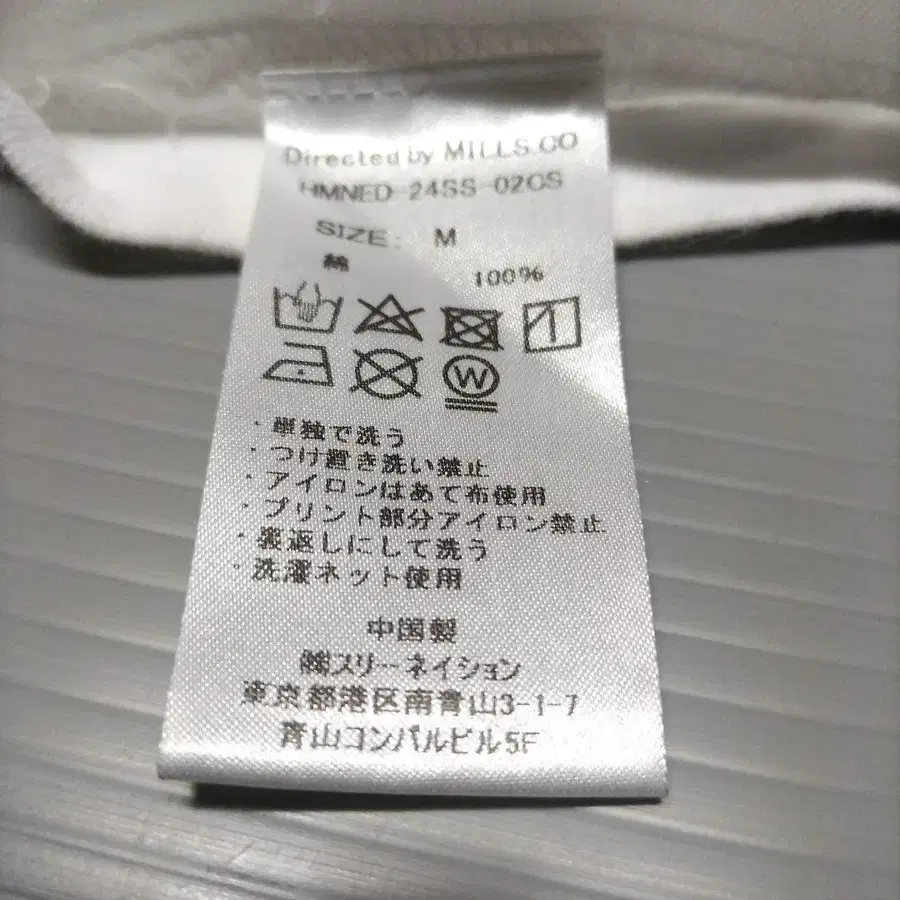 Directed by MILLS.CO
HMNED-24SS-02CS
SIZE: M
綿 100%
W
・単独で洗う
・つけ置き洗い禁止
・アイロンはあて布使用
・プリント部分アイロン禁止
・裏返しにして洗う
・洗濯ネット使用
中国製
㈱スリーネイション
東京都港区南青山3-1-7
青山コンパルビル5F